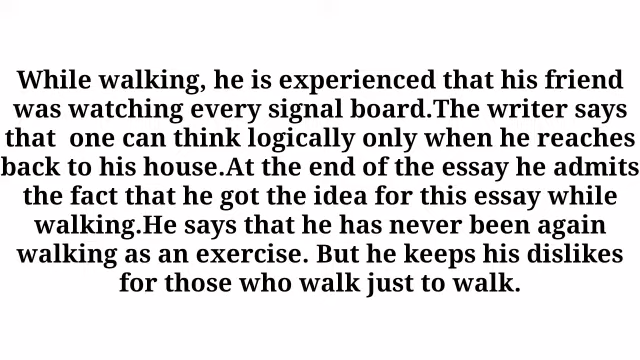 While walking, he is experienced that his friend
was watching every signal board.The writer says
that  one can think logically only when he reaches
back to his house.At the end of the essay he admits
the fact that he got the idea for this essay while
walking.He says that he has never been again
walking as an exercise. But he keeps his dislikes
for those who walk just to walk.